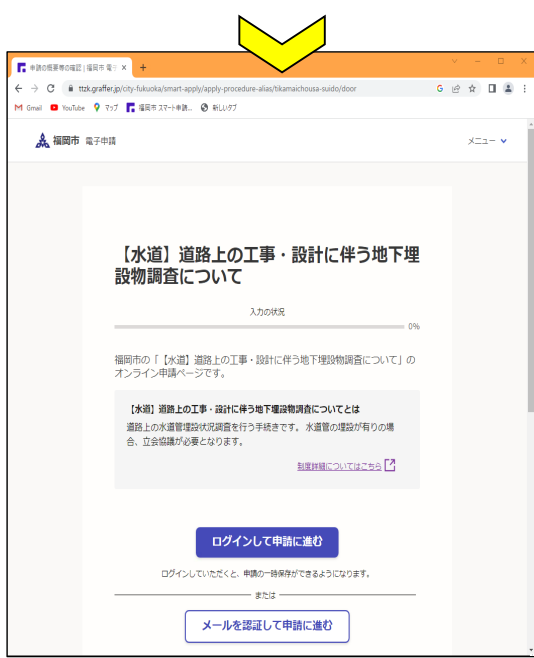 申請の概要等の確認 | 福岡市 電子
ttzk.graffer.jp/city-fukuoka/smart-apply/apply-procedure-alias/tikamaichousa-suido/door
Gmail YouTube マップ 福岡市 スマート申請... 新しいタブ
福岡市 電子申請 メニュー
【水道】道路上の工事・設計に伴う地下埋
設物調査について
入力の状況
0%
福岡市の「【水道】道路上の工事・設計に伴う地下埋設物調査について」の
オンライン申請ページです。
【水道】道路上の工事・設計に伴う地下埋設物調査についてとは
道路上の水道管埋設状況調査を行う手続きです。 水道管の埋設が有りの場
合、立会協議が必要となります。
制度詳細についてはこちら
ログインして申請に進む
ログインしていただくと、申請の一時保存ができるようになります。
または
メールを認証して申請に進む